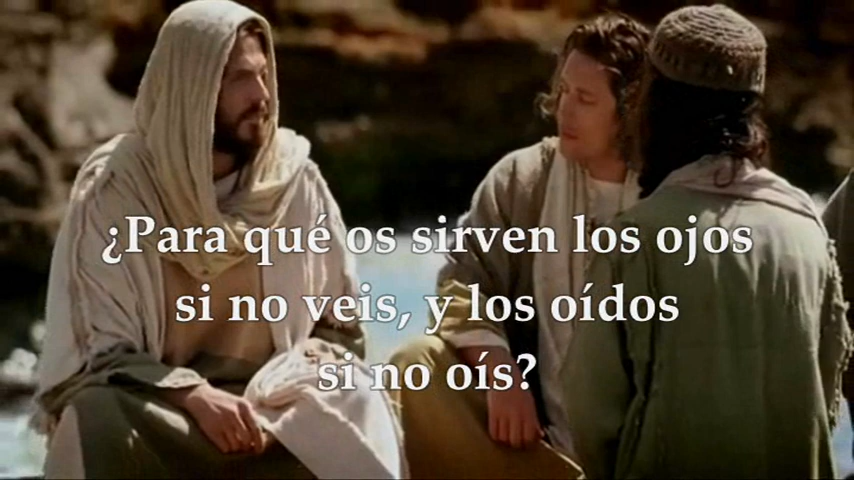 ¿Para qué os sirven los ojos
si no veis, y los oídos
si no oís?